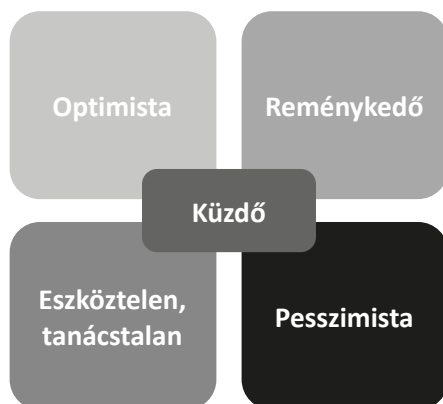 Optimista
Reménykedő
Küzdő
Eszköztelen,
tanácstalan
Pesszimista